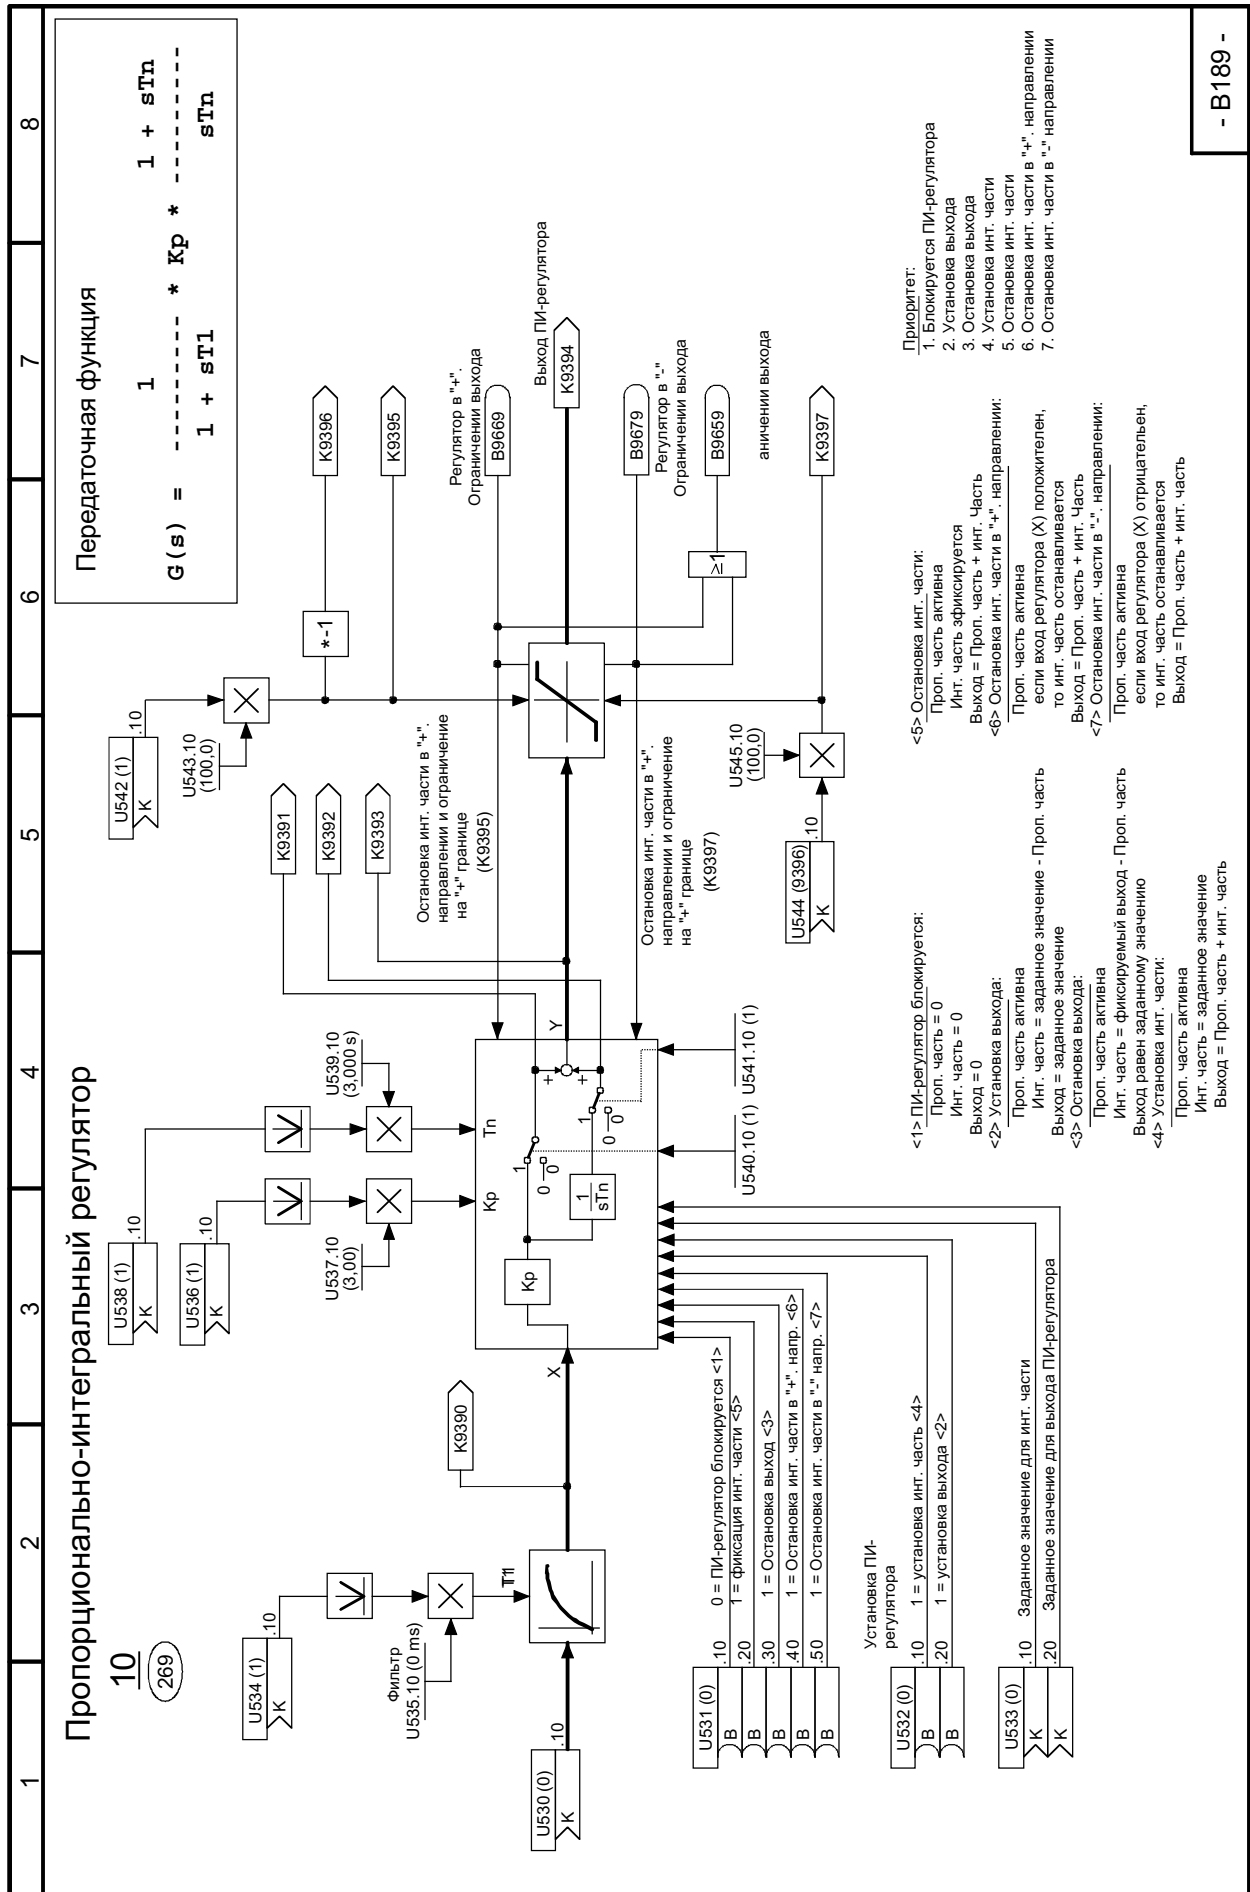 1 2 3 4 5 6 7 8
Пропорционально-интегральный регулятор
10
269
Передаточная функция
1 1 + sTn
G(s) = -------- * Kp * ---------
1 + sT1 sTn
U534 (1)
K
.10
Фильтр
U535.10 (0 ms)
T1
U530 (0)
K
.10
K9390
X
U538 (1)
K
.10
U536 (1)
K
.10
U537.10
(3,00)
U539.10
(3,000 s)
Kp
Tn
Kp
1
sTn
1
0
0
1
0
0
+
+
Y
U540.10 (1)
U541.10 (1)
K9391
K9392
K9393
U542 (1)
K
.10
U543.10
(100,0)
*-1
K9396
K9395
Остановка инт. части в "+".
направлении и ограничение
на "+" границе
(K9395)
Регулятор в "+".
Ограничении выхода
B9669
Выход ПИ-регулятора
K9394
B9679
Регулятор в "-"
Ограничении выхода
B9659
≥1
аничении выхода
K9397
Остановка инт. части в "+".
направлении и ограничение
на "+" границе
(K9397)
U545.10
(100,0)
U544 (9396)
K
.10
U531 (0)
B .10 0 = ПИ-регулятор блокируется <1>
B .20 1 = фиксация инт. части <5>
B .30 1 = Остановка выход <3>
B .40 1 = Остановка инт. части в "+". напр. <6>
B .50 1 = Остановка инт. части в "-" напр. <7>
Установка ПИ-
регулятора
U532 (0)
B .10 1 = установка инт. часть <4>
B .20 1 = установка выхода <2>
U533 (0)
K .10 Заданное значение для инт. части
K .20 Заданное значение для выхода ПИ-регулятора
<1> ПИ-регулятор блокируется:
Проп. часть = 0
Инт. часть = 0
Выход = 0
<2> Установка выхода:
Проп. часть активна
Инт. часть = заданное значение - Проп. часть
Выход = заданное значение
<3> Остановка выхода:
Проп. часть активна
Инт. часть = фиксируемый выход - Проп. часть
Выход равен заданному значению
<4> Установка инт. части:
Проп. часть активна
Инт. часть = заданное значение
Выход = Проп. часть + инт. часть
<5> Остановка инт. части:
Проп. часть активна
Инт. часть зфиксируется
Выход = Проп. часть + инт. Часть
<6> Остановка инт. части в "+". направлении:
Проп. часть активна
если вход регулятора (X) положителен,
то инт. часть останавливается
Выход = Проп. часть + инт. Часть
<7> Остановка инт. части в "-". направлении:
Проп. часть активна
если вход регулятора (X) отрицательен,
то инт. часть останавливается
Выход = Проп. часть + инт. часть
Приоритет:
1. Блокируется ПИ-регулятора
2. Установка выхода
3. Остановка выхода
4. Установка инт. части
5. Остановка инт. части
6. Остановка инт. части в "+". направлении
7. Остановка инт. части в "-" направлении
- B189 -